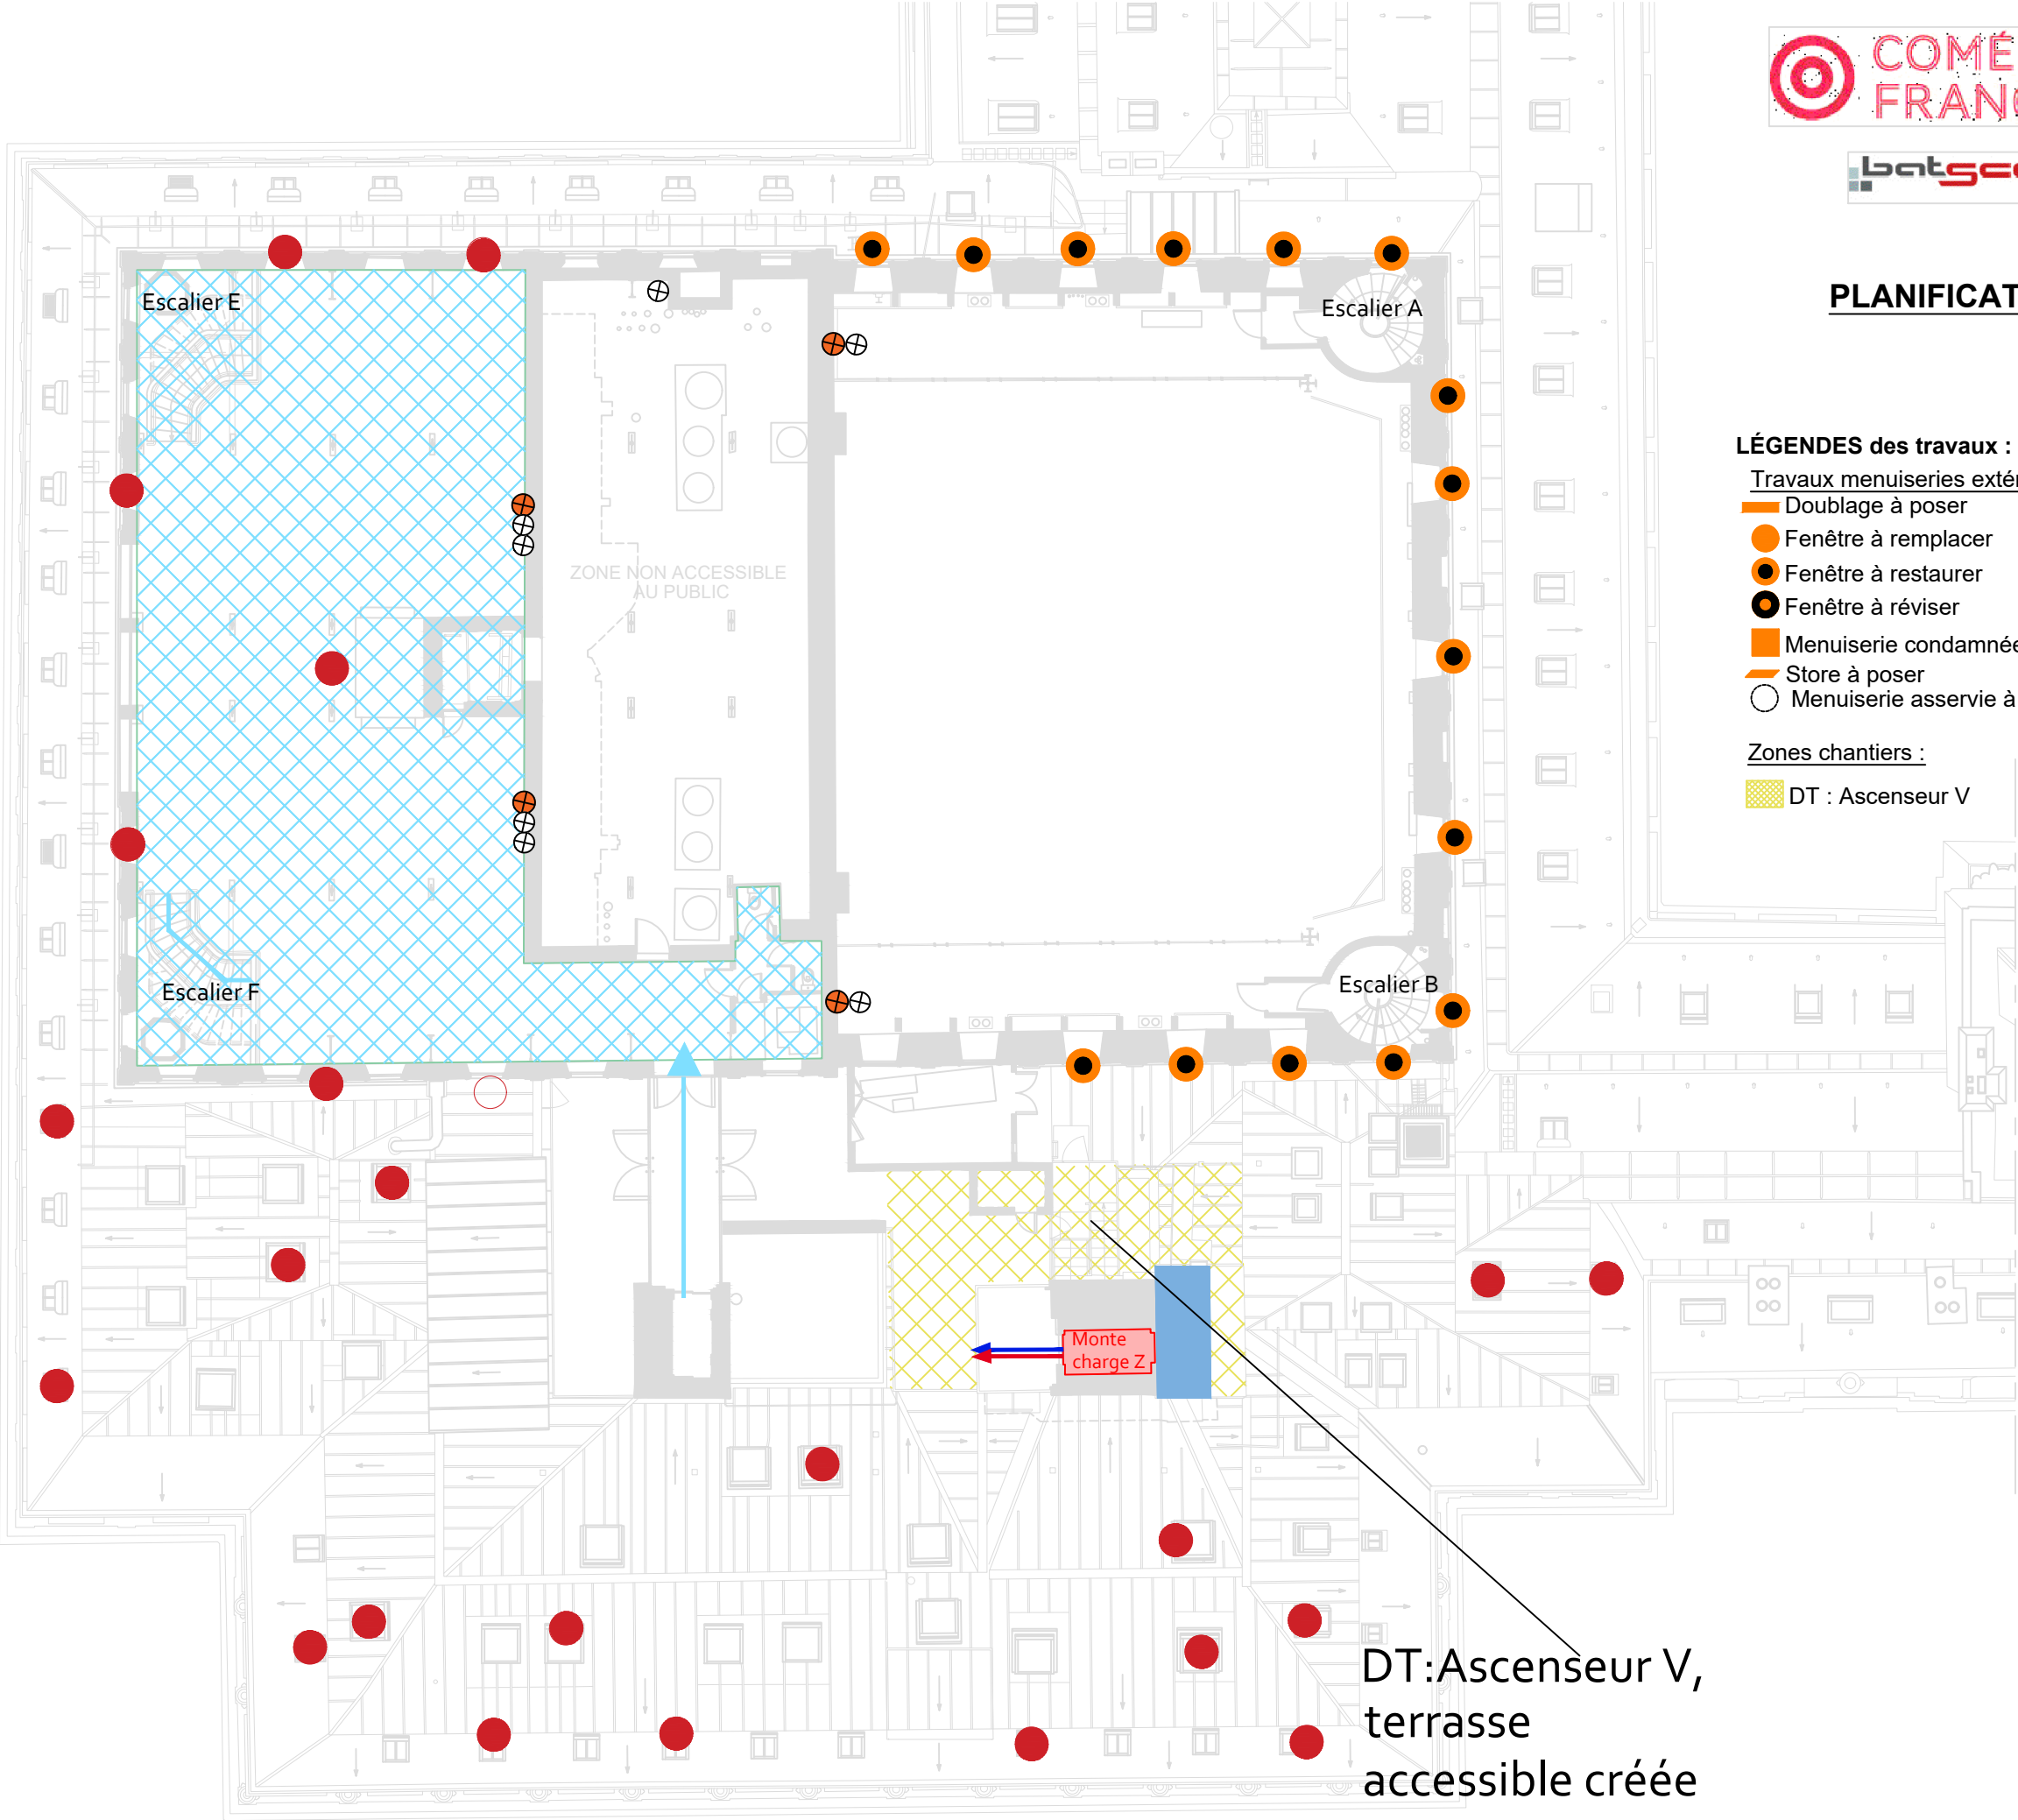 COMÉ
FRAN
batsc
PLANIFICAT
Escalier E
Escalier A
LÉGENDES des travaux :
Travaux menuiseries extér
Doublage à poser
Fenêtre à remplacer
Fenêtre à restaurer
Fenêtre à réviser
Menuiserie condamnée
Store à poser
Menuiserie asservie à
Zones chantiers :
DT : Ascenseur V
ZONE NON ACCESSIBLE
AU PUBLIC
Escalier F
Escalier B
Monte
charge Z
DT:Ascenseur V,
terrasse
accessible créée